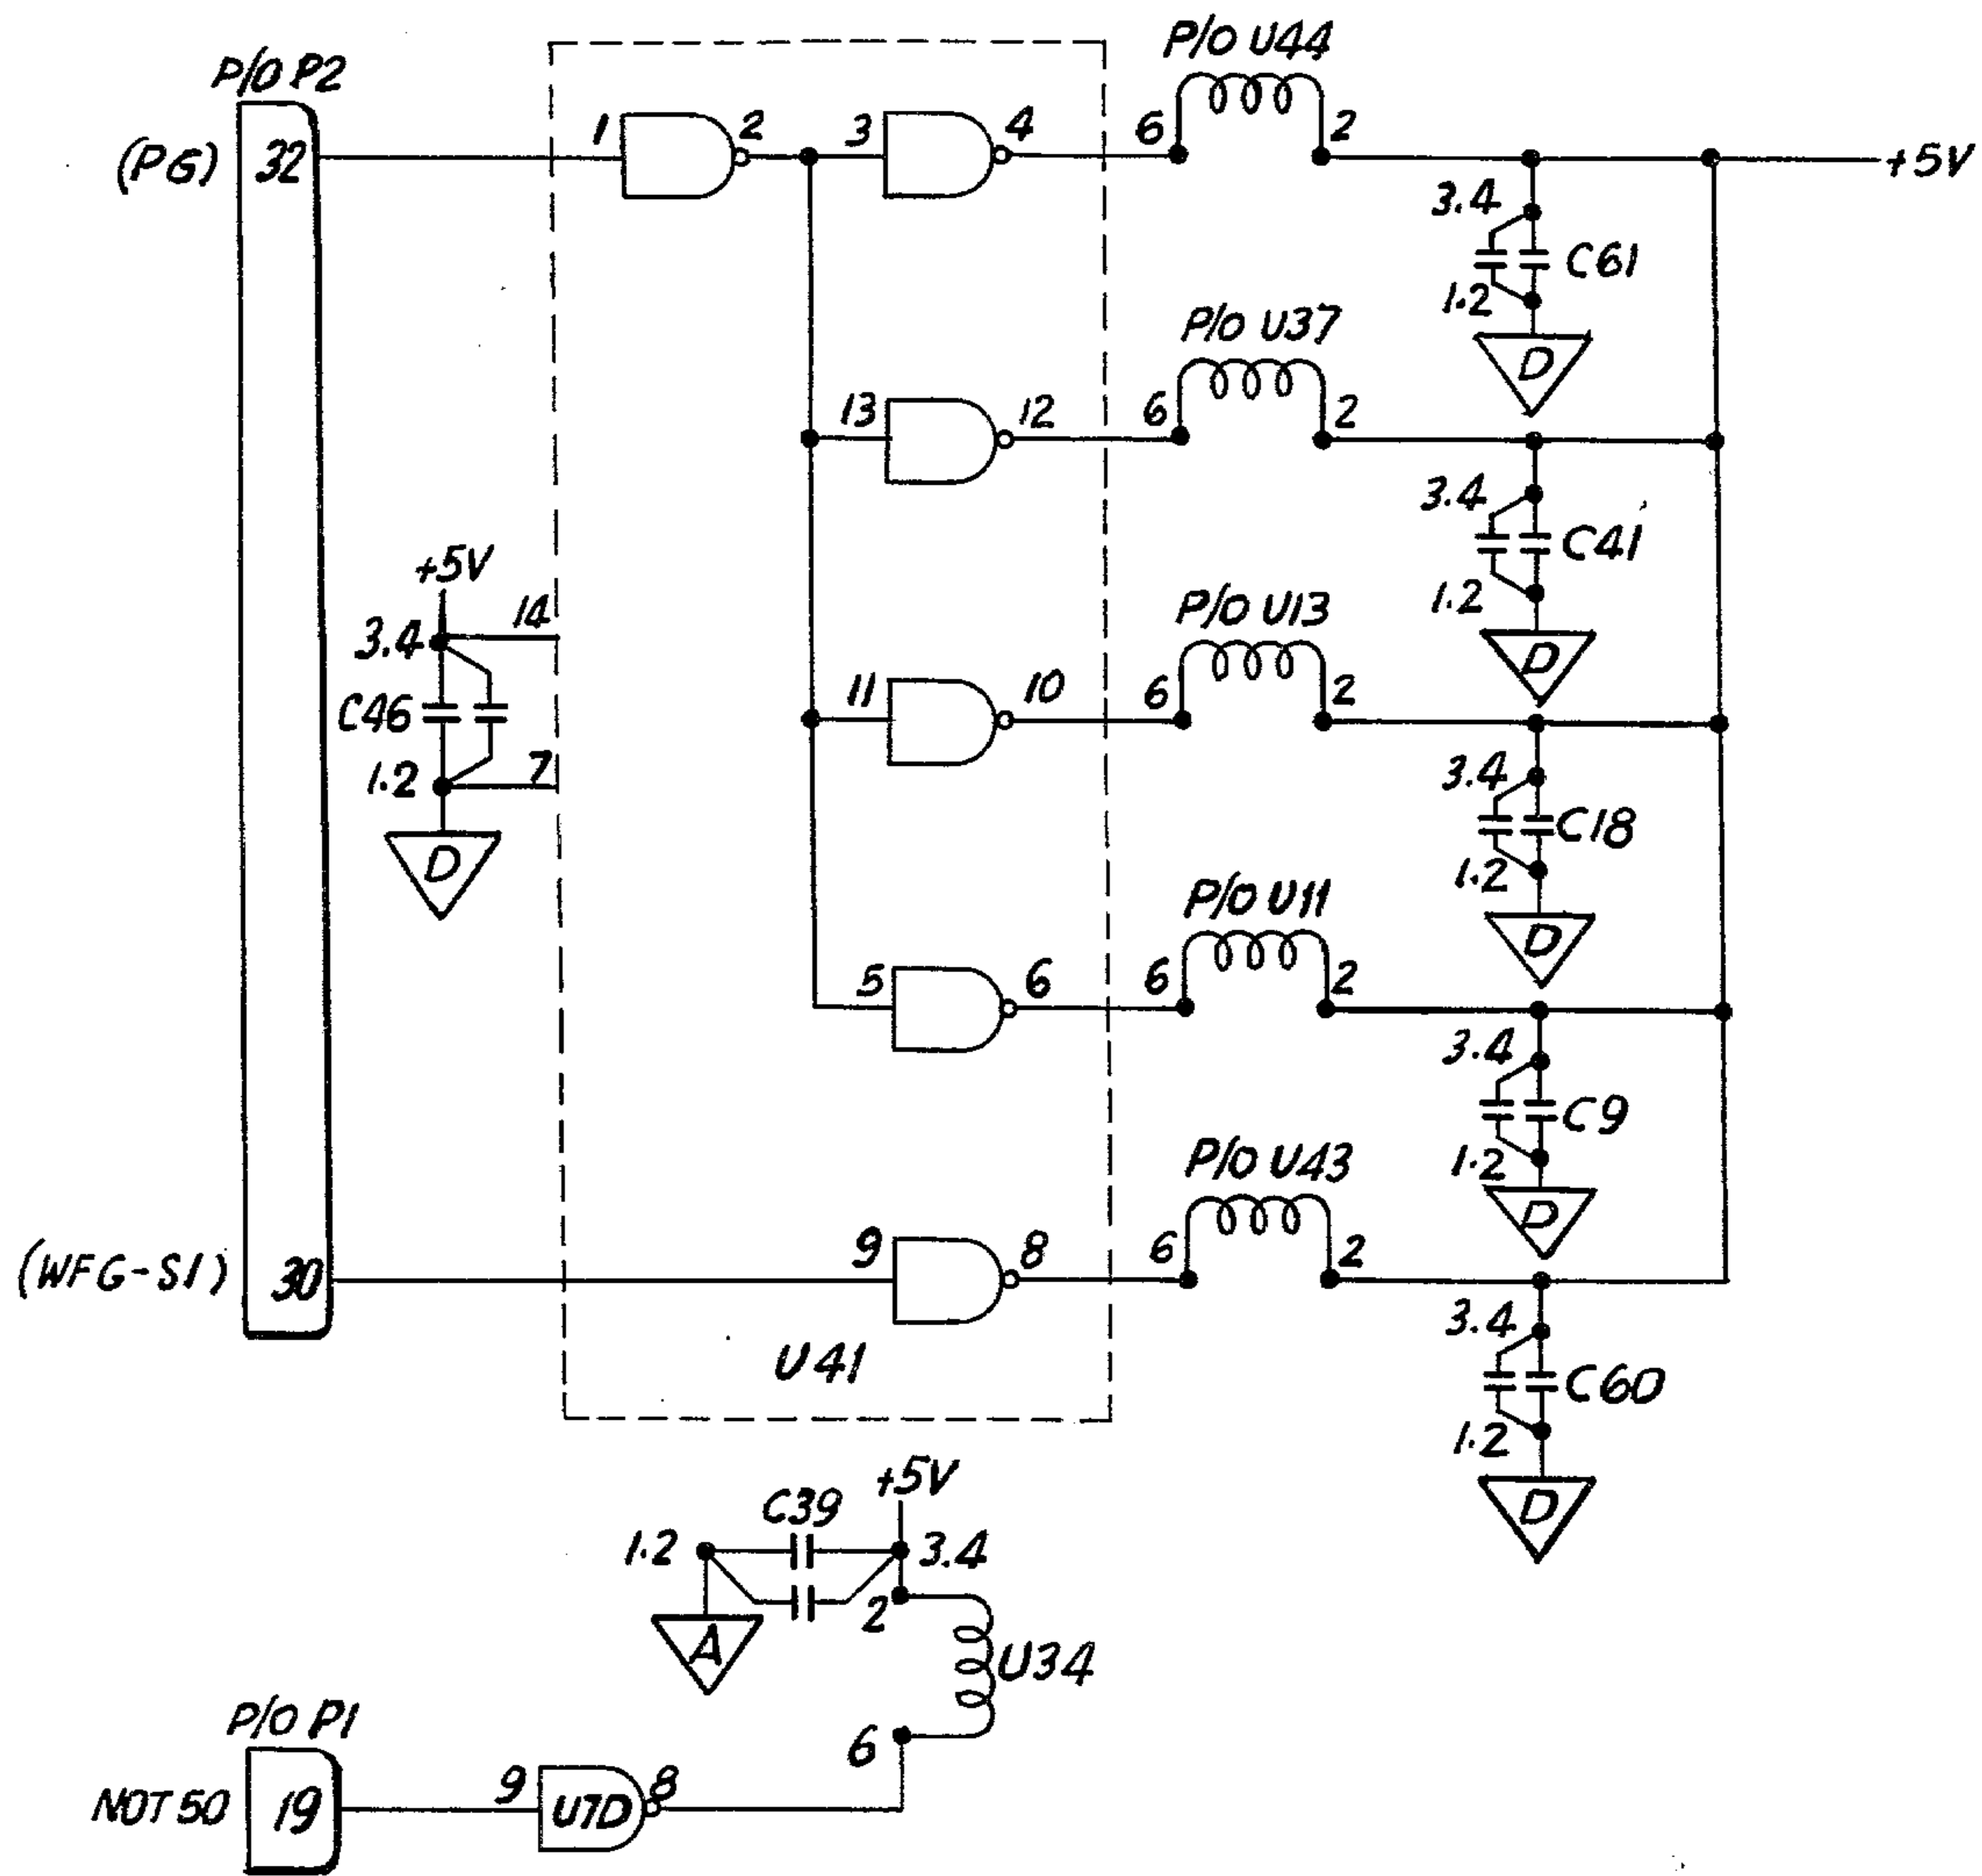 P/O P2
(PG) 32
1
2
3
4
P/O U44
6
2
+5V
3.4
C61
1.2
D
P/O U37
13
12
6
2
3.4
C41
1.2
D
+5V
14
3.4
C46
1.2
7
D
P/O U13
11
10
6
2
3.4
C18
1.2
D
P/O U11
5
6
6
2
3.4
C9
1.2
D
P/O U43
(WFG-S1) 30
9
8
6
2
3.4
C60
1.2
D
U41
C39
+5V
1.2
3.4
2
A
U34
6
P/O P1
NOT 50 19
9
U7D
8